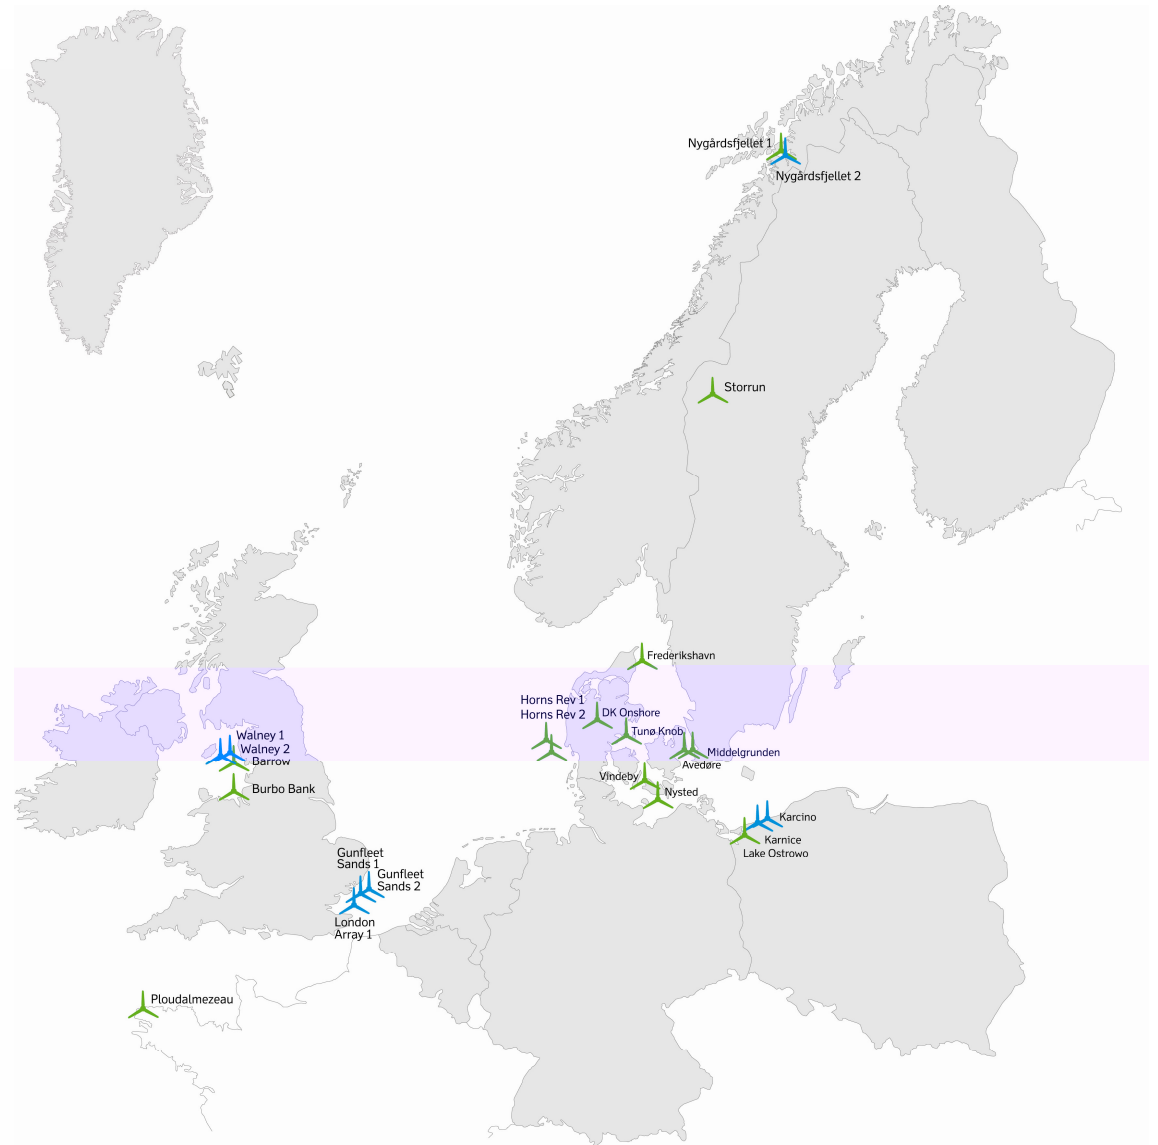 Nygårdsfjellet 1
Nygårdsfjellet 2
Storrun
Frederikshavn
Horns Rev 1
Horns Rev 2
DK Onshore
Tunø Knob
Middelgrunden
Avedøre
Walney 1
Walney 2
Barrow
Burbo Bank
Vindeby
Nysted
Karcino
Karnice
Lake Ostrowo
Gunfleet
Sands 1
Gunfleet
Sands 2
London
Array 1
Ploudalmezeau